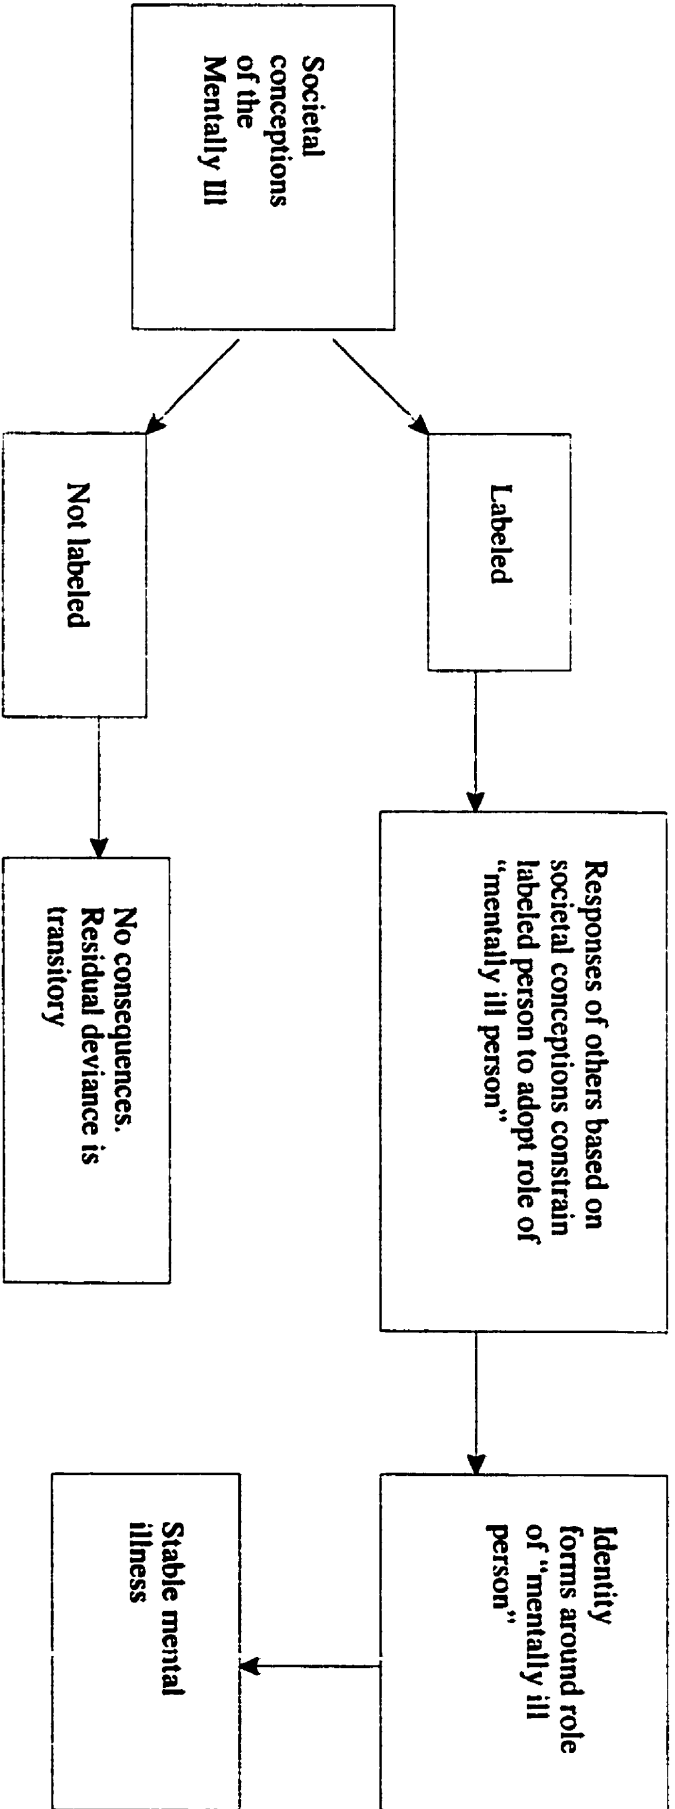 Societal
conceptions
of the
Mentally Ill
Labeled
Responses of others based on
societal conceptions constrain
labeled person to adopt role of
“mentally ill person”
Identity
forms around role
of “mentally ill
person”
Stable mental
illness
Not labeled
No consequences.
Residual deviance is
transitory